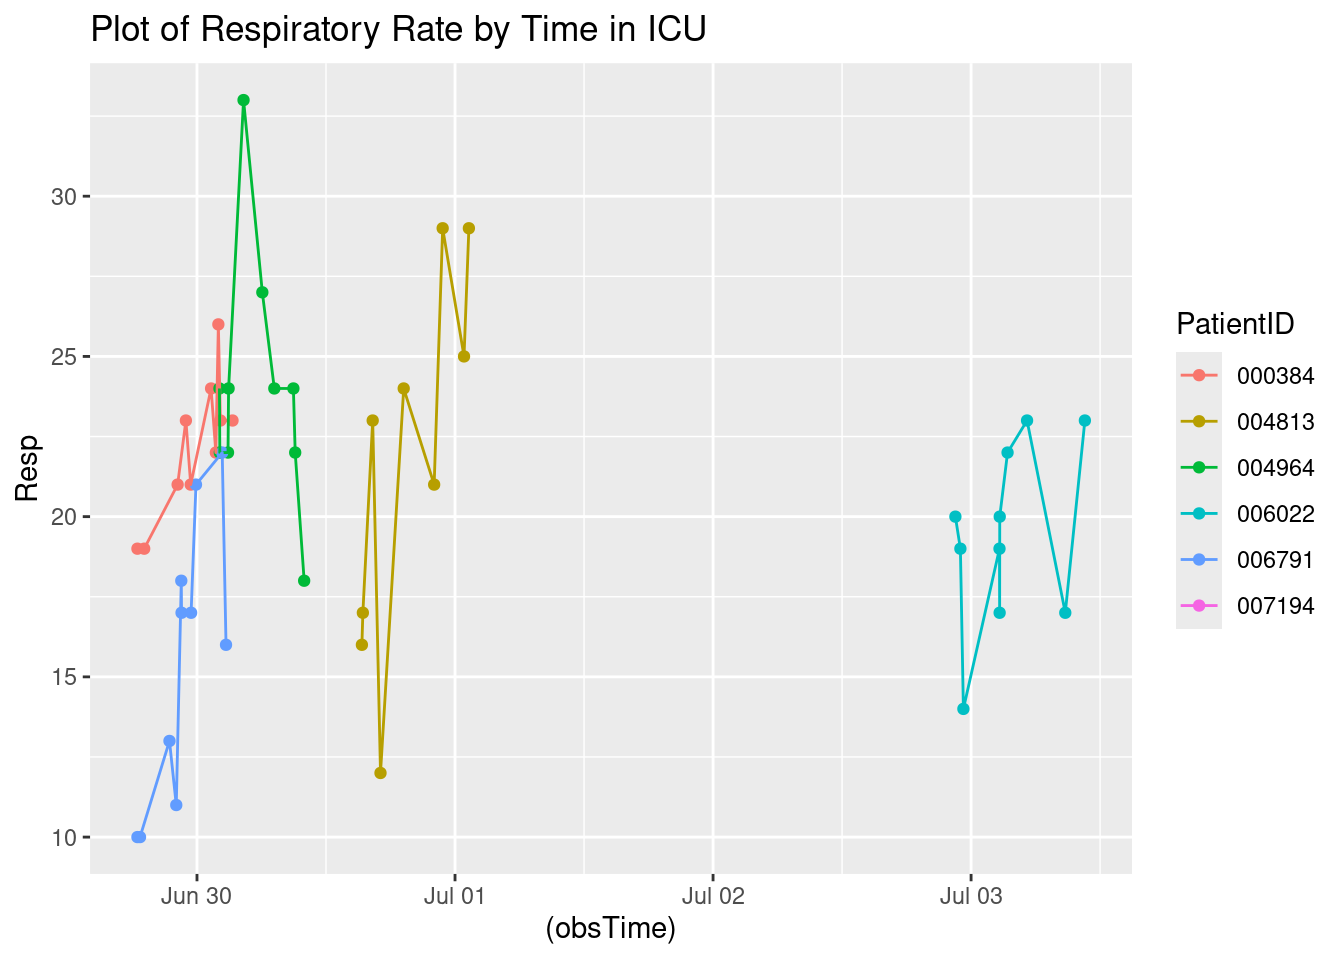 Plot of Respiratory Rate by Time in ICU
Resp
30
25
20
15
10
Jun 30
Jul 01
Jul 02
Jul 03
(obsTime)
PatientID
000384
004813
004964
006022
006791
007194